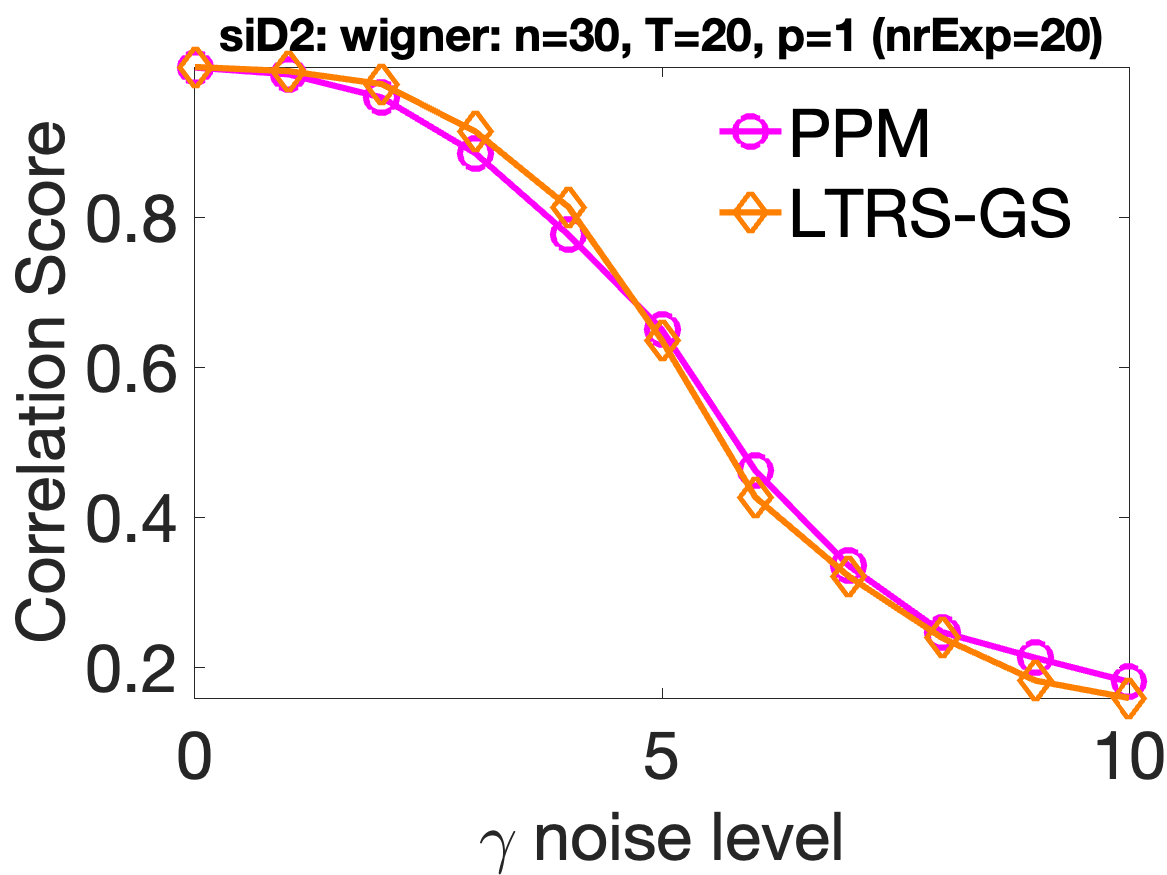 siD2: wigner: n=30, T=20, p=1 (nrExp=20)
PPM
LTRS-GS
Correlation Score
0.8
0.6
0.4
0.2
0 5 10
γ noise level